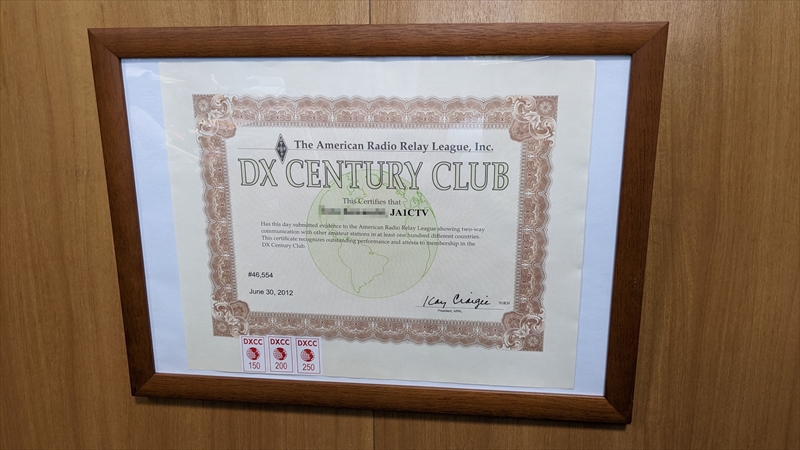 The American Radio Relay League, Inc.
DX CENTURY CLUB
This Certifies that
JA1CTV
Has this day submitted evidence to the American Radio Relay League showing two-way
communication with other amateur stations in at least one hundred different countries.
This certificate recognizes outstanding performance and attests to membership in the
DX Century Club.
#46,554
June 30, 2012
Kay Craigie
President, ARRL
DXCC DXCC DXCC
150 200 250